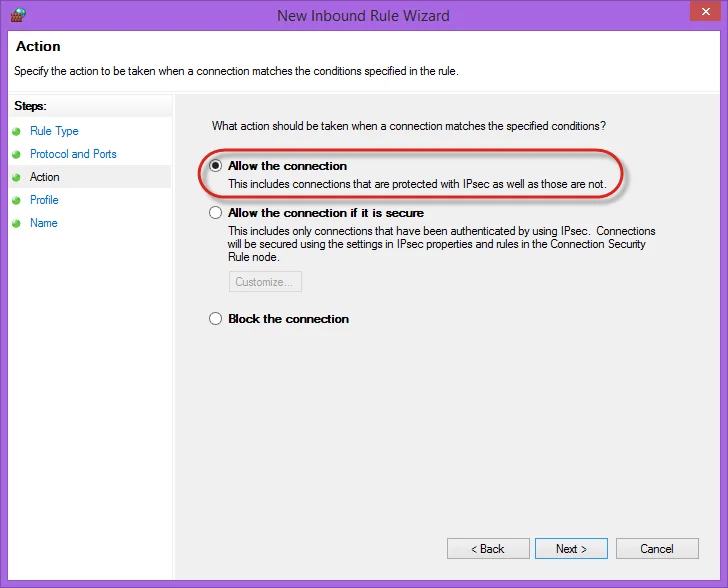 New Inbound Rule Wizard
Action
Specify the action to be taken when a connection matches the conditions specified in the rule.
Steps:
Rule Type
Protocol and Ports
Action
Profile
Name
What action should be taken when a connection matches the specified conditions?
Allow the connection
This includes connections that are protected with IPsec as well as those are not.
Allow the connection if it is secure
This includes only connections that have been authenticated by using IPsec. Connections
will be secured using the settings in IPsec properties and rules in the Connection Security
Rule node.
Customize...
Block the connection
< Back
Next >
Cancel